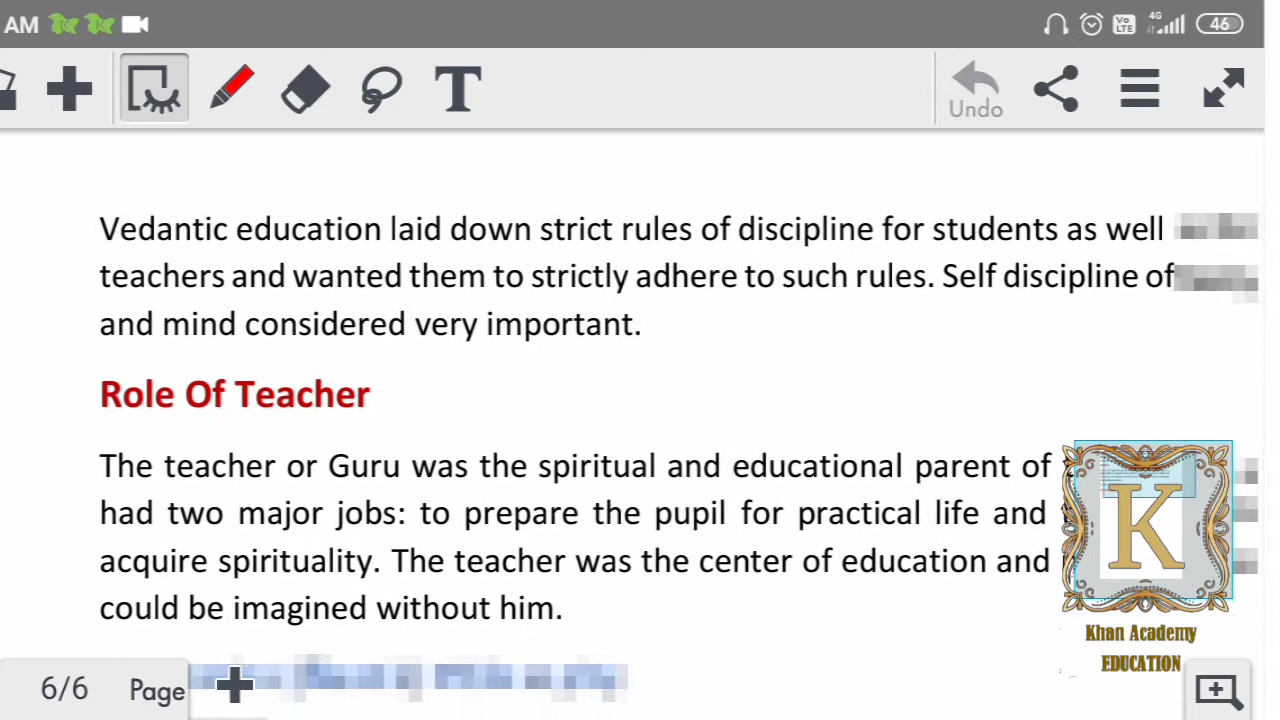 AM
Vo
LTE
4G
46
T
Undo
Vedantic education laid down strict rules of discipline for students as well
teachers and wanted them to strictly adhere to such rules. Self discipline of
and mind considered very important.
Role Of Teacher
The teacher or Guru was the spiritual and educational parent of
had two major jobs: to prepare the pupil for practical life and
acquire spirituality. The teacher was the center of education and
could be imagined without him.
K
Khan Academy
EDUCATION
6/6 Page